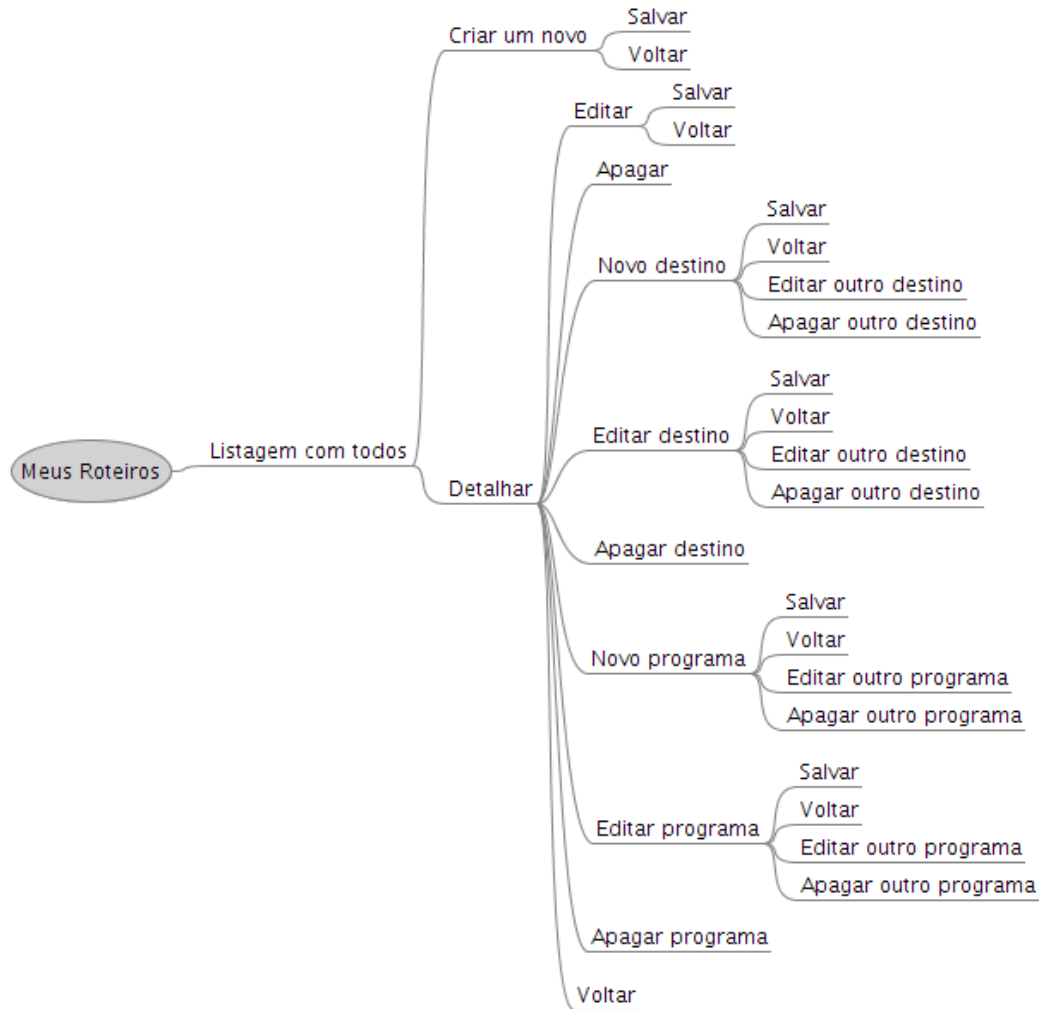 Meus Roteiros
Listagem com todos
Criar um novo
Salvar
Voltar
Detalhar
Editar
Salvar
Voltar
Apagar
Novo destino
Salvar
Voltar
Editar outro destino
Apagar outro destino
Editar destino
Salvar
Voltar
Editar outro destino
Apagar outro destino
Apagar destino
Novo programa
Salvar
Voltar
Editar outro programa
Apagar outro programa
Editar programa
Salvar
Voltar
Editar outro programa
Apagar outro programa
Apagar programa
Voltar